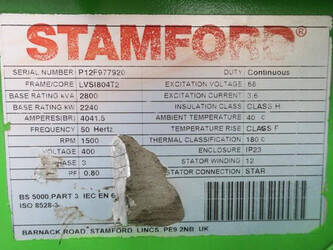 STAMFORD®
SERIAL NUMBER P12F977920 DUTY Continuous
FRAME/CORE LVSI804T2 EXCITATION VOLTAGE 68
BASE RATING kVA 2800 EXCITATION CURRENT 3.6
BASE RATING kW 2240 INSULATION CLASS CLASS H
AMPERES(BR) 4041.5 AMBIENT TEMPERATURE 40 C
FREQUENCY 50 Hertz TEMPERATURE RISE CLASS F
RPM 1500 THERMAL CLASSIFICATION 180 C
VOLTAGE 400 ENCLOSURE IP23
PHASE 3 STATOR WINDING 12
PF 0.80 STATOR CONNECTION STAR
BS 5000,PART 3 IEC EN 6
ISO 8528-3
BARNACK ROAD STAMFORD LINCS. PE9 2NB UK